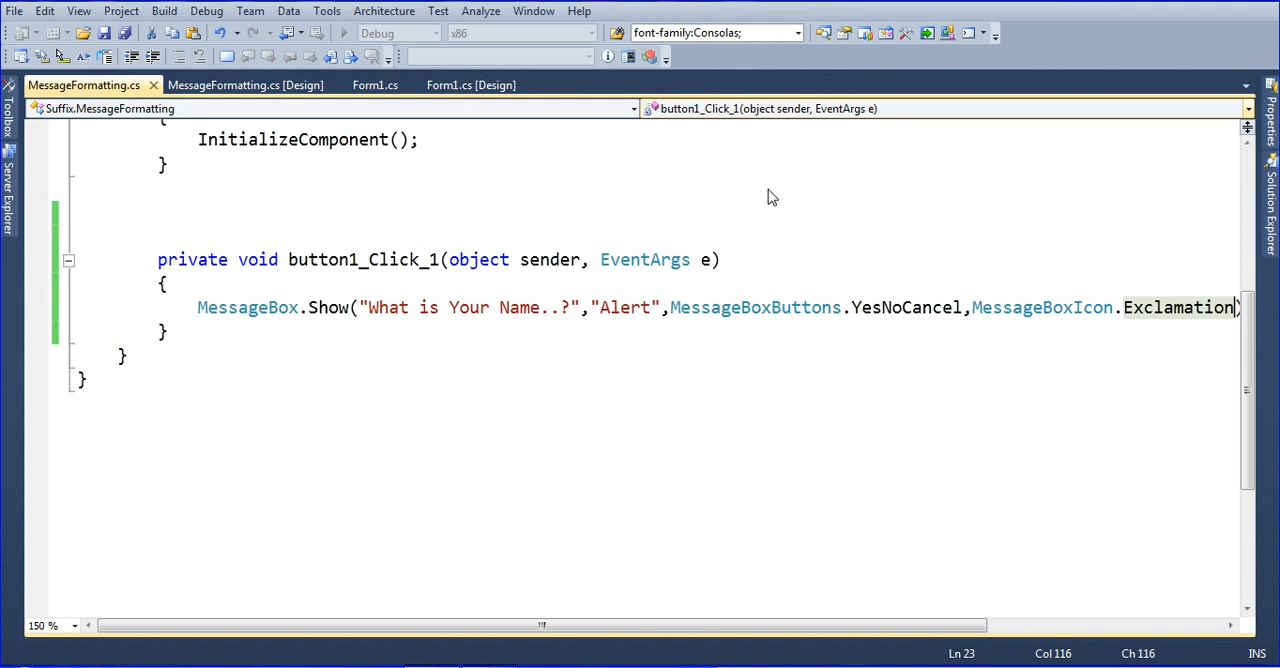 File Edit View Project Build Debug Team Data Tools Architecture Test Analyze Window Help
Debug x86 font-family:Consolas;
MessageFormatting.cs MessageFormatting.cs [Design] Form1.cs Form1.cs [Design]
Suffix.MessageFormatting button1_Click_1(object sender, EventArgs e)
Toolbox
Server Explorer
Properties
Solution Explorer
{
InitializeComponent();
}
private void button1_Click_1(object sender, EventArgs e)
{
MessageBox.Show("What is Your Name..?","Alert",MessageBoxButtons.YesNoCancel,MessageBoxIcon.Exclamation)
}
}
}
150 %
Ln 23 Col 116 Ch 116 INS